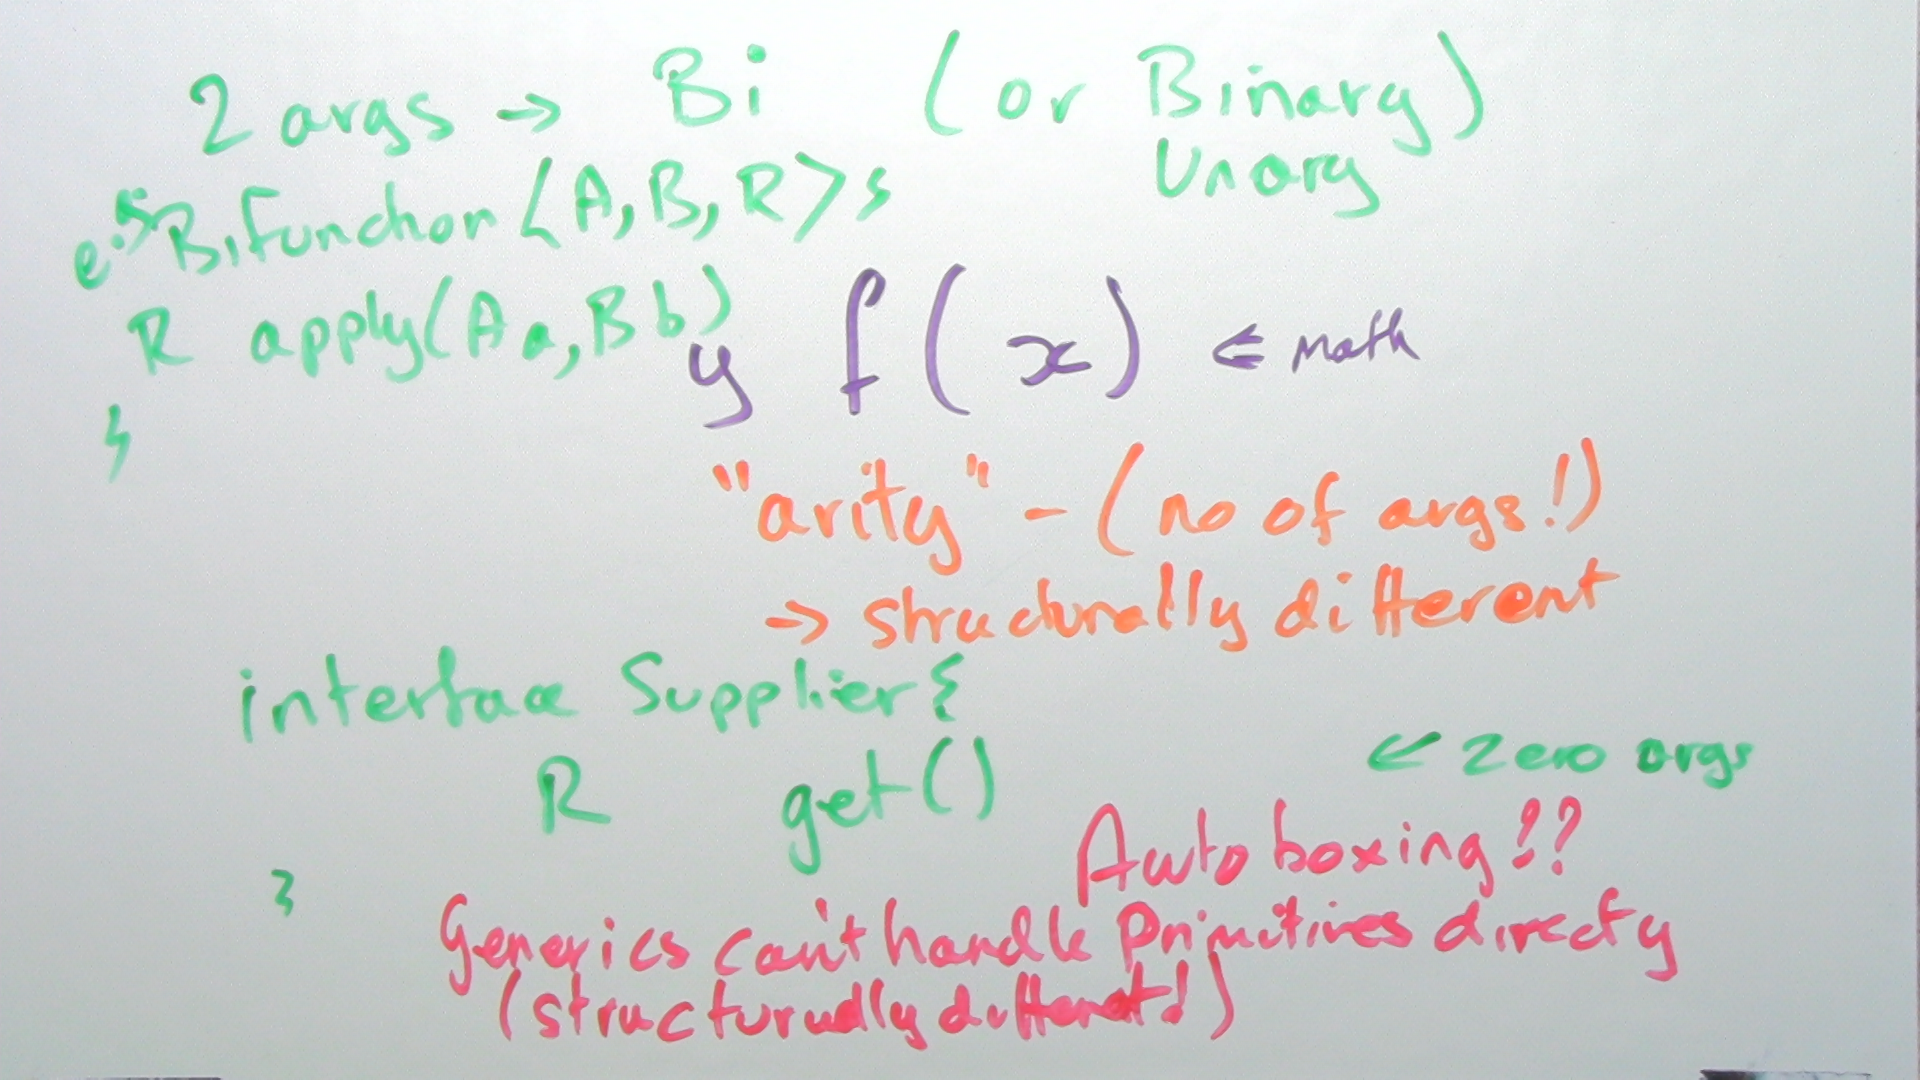 2 args → Bi (or Binary)
Unary
e.g. Bifunction<A, B, R>{
R apply(A a, B b)
}
y f(x) ⇐ math
"arity" - (no of args!)
→ structurally different
interface Supplier{
R get()
← zero args
}
Autoboxing!??
Generics can't handle primitives directly
(structurally different!)